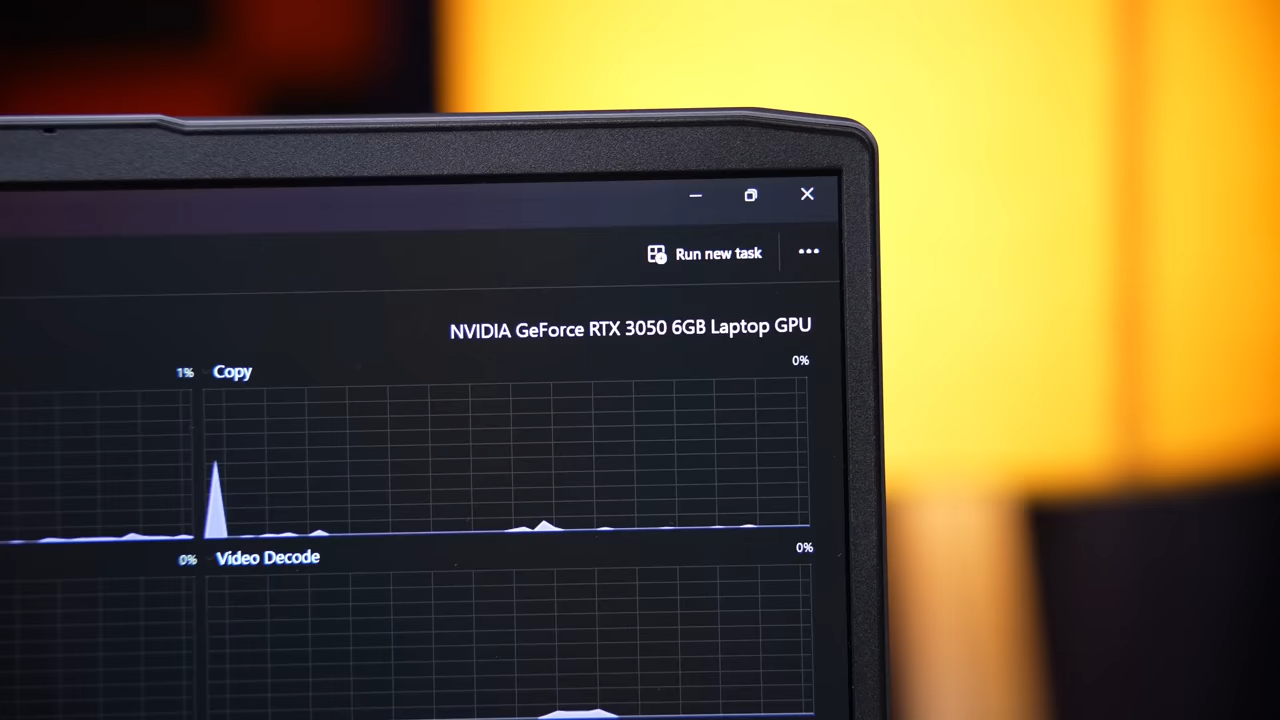 Run new task
NVIDIA GeForce RTX 3050 6GB Laptop GPU
1%
Copy
0%
0%
Video Decode
0%